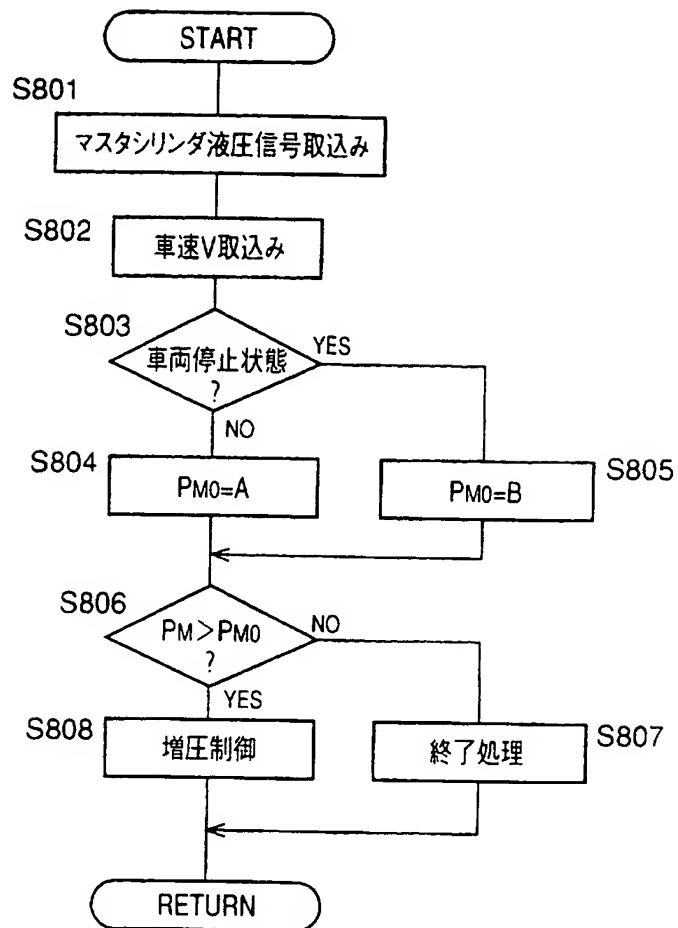 START
S801
マスタシリンダ液圧信号取込み
S802
車速V取込み
S803
車両停止状態
?
YES
NO
S804
PM0=A
S805
PM0=B
S806
PM>PM0
?
NO
YES
S808
増圧制御
S807
終了処理
RETURN